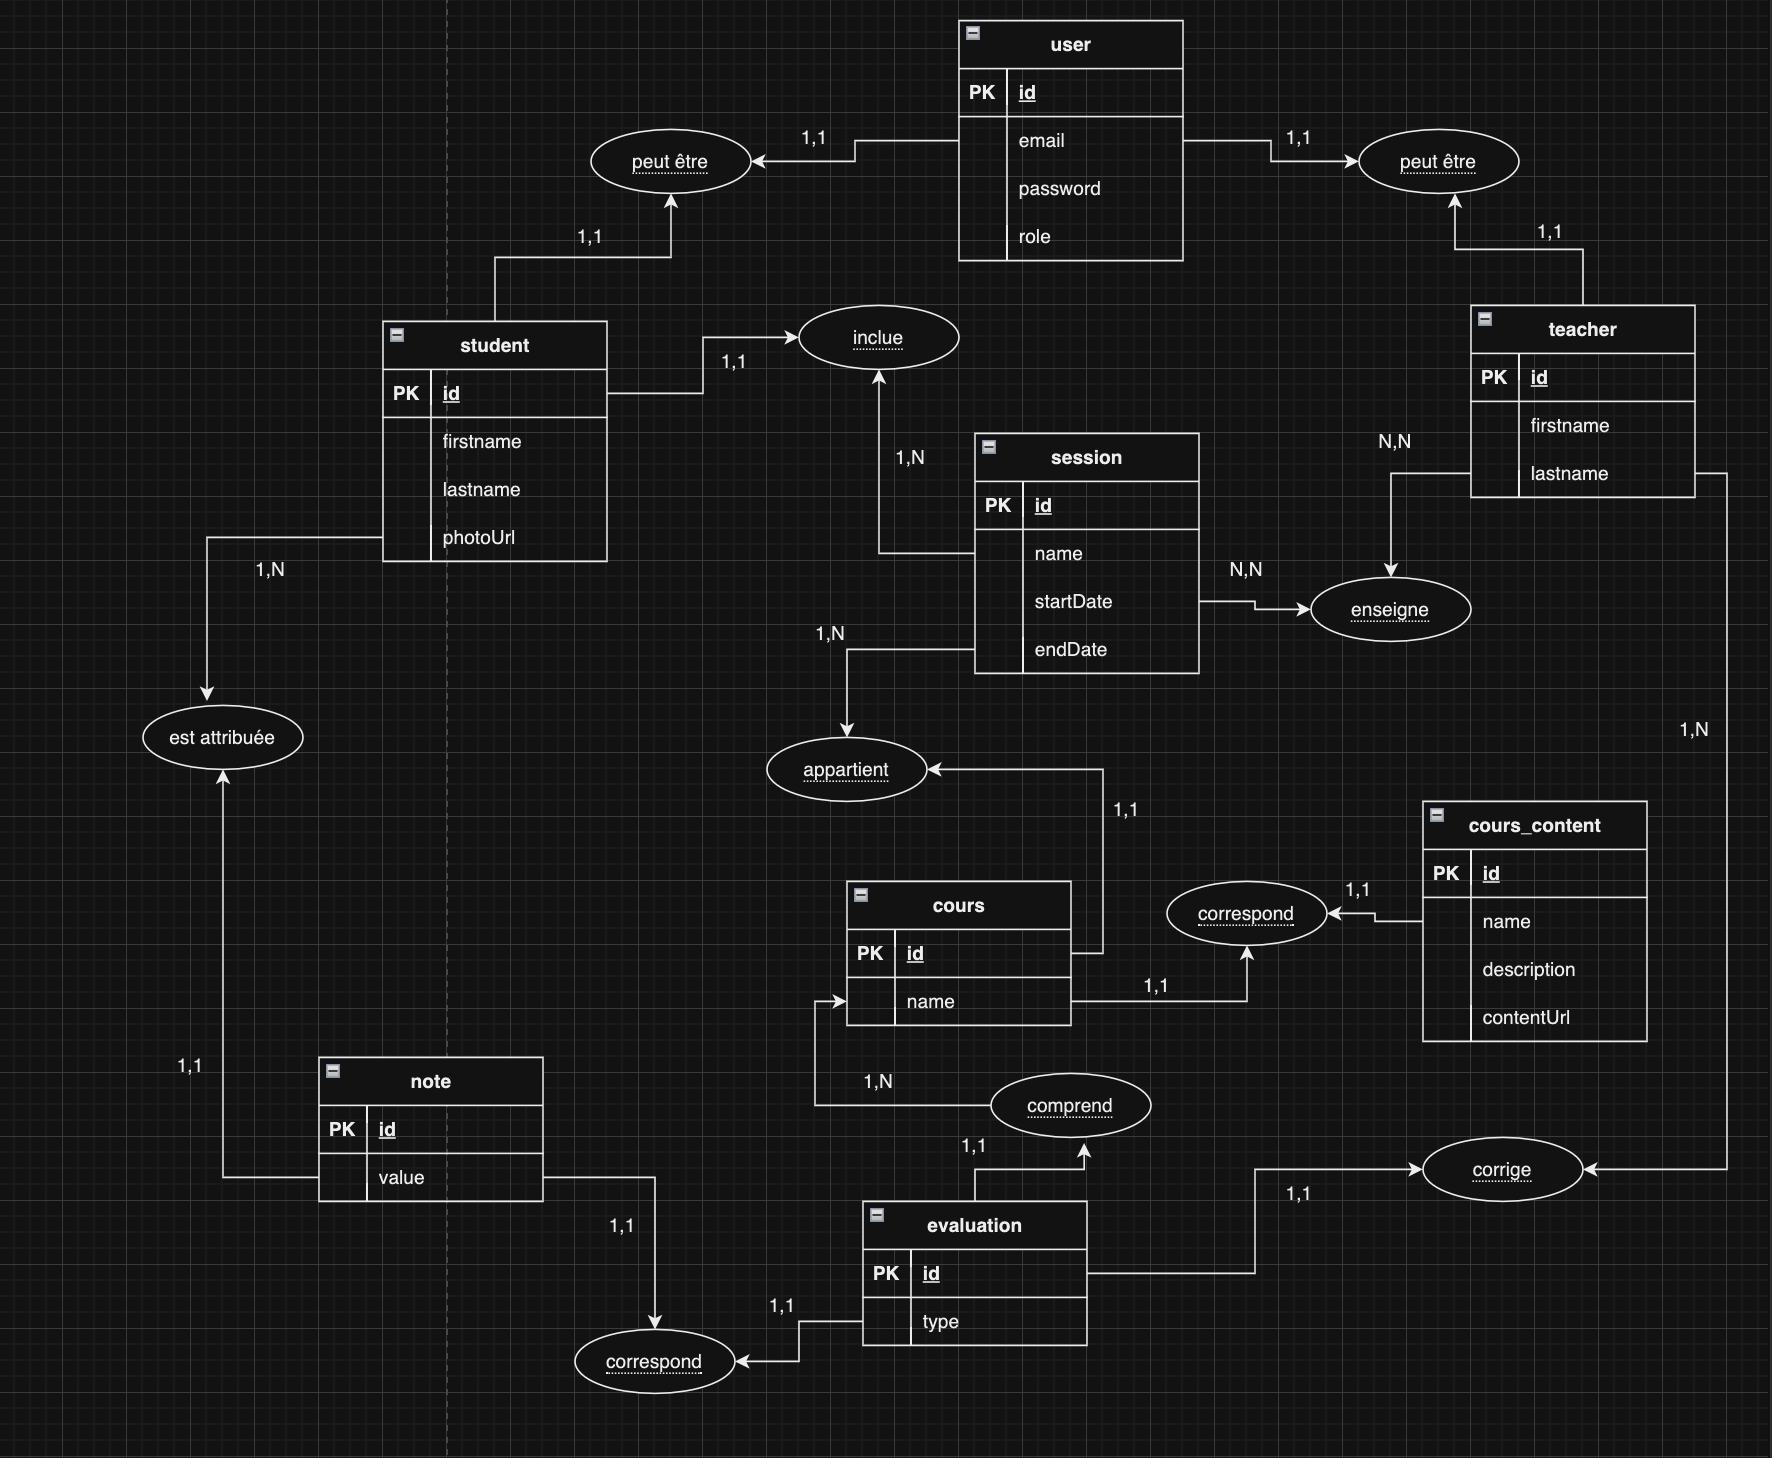 user
PK id
email
password
role
1,1
1,1
peut être
peut être
1,1
1,1
student
PK id
firstname
lastname
photoUrl
inclue
1,1
teacher
PK id
firstname
lastname
1,N
session
PK id
name
startDate
endDate
N,N
N,N
enseigne
1,N
1,N
est attribuée
appartient
1,N
1,1
cours_content
PK id
name
description
contentUrl
cours
PK id
name
correspond
1,1
1,1
1,1
note
PK id
value
1,N
comprend
1,1
corrige
1,1
evaluation
PK id
type
1,1
1,1
correspond